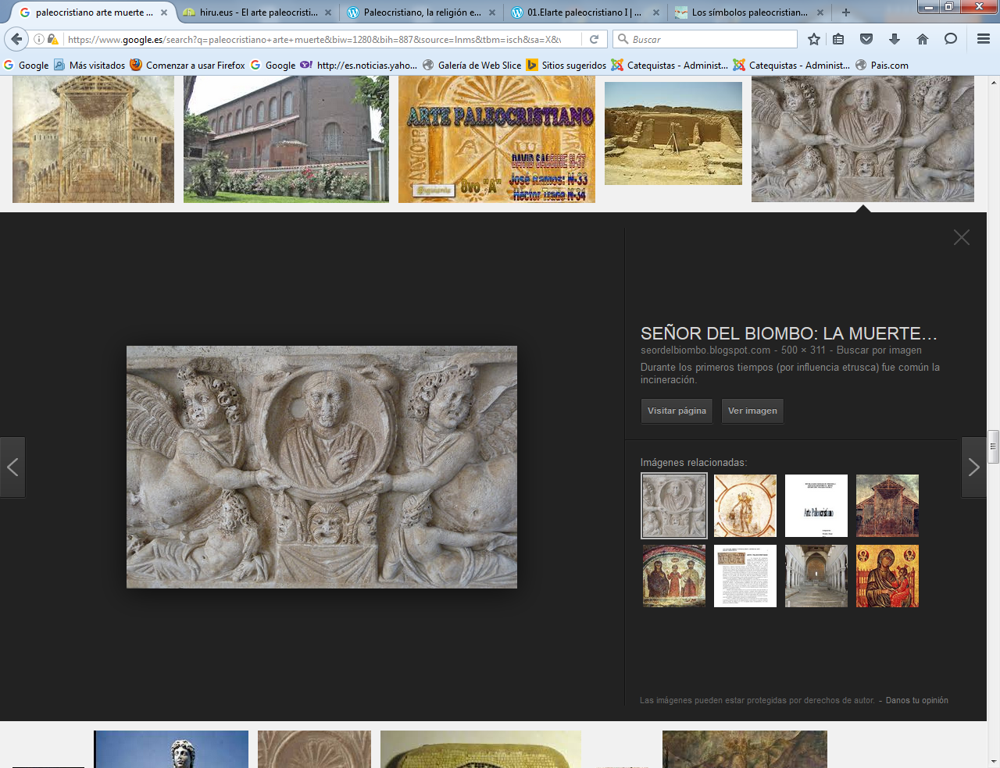 paleocristiano arte muerte ...
hiru.eus - El arte paleocristi...
Paleocristiano, la religión e...
01.Elarte paleocristiano I | ...
Los símbolos paleocristian...
https://www.google.es/search?q=paleocristiano+arte+muerte&biw=1280&bih=887&source=lnms&tbm=isch&sa=X&v
Buscar
Google
Más visitados
Comenzar a usar Firefox
Google
http://es.noticias.yaho...
Galería de Web Slice
Sitios sugeridos
Catequistas - Administ...
Catequistas - Administ...
Pais.com
ARTE PALEOCRISTIANO
DAVID SALOME N-37
José Ramos: N-33
Hector Trade N-34
8vo "A"
Siguiente
SEÑOR DEL BIOMBO: LA MUERTE...
seordelbiombo.blogspot.com - 500 × 311 - Buscar por imagen
Durante los primeros tiempos (por influencia etrusca) fue común la
incineración.
Visitar página
Ver imagen
Imágenes relacionadas:
Arte Paleocristiano
Las imágenes pueden estar protegidas por derechos de autor. - Danos tu opinión